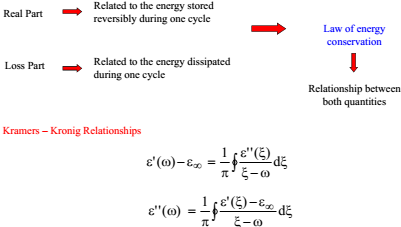 Real Part
Related to the energy stored
reversibly during one cycle
Law of energy
conservation
Loss Part
Related to the energy dissipated
during one cycle
Relationship between
both quantities
Kramers – Kronig Relationships
ε'(ω)−ε∞ = 1/π ∮ ε''(ξ)/(ξ−ω) dξ
ε''(ω) = 1/π ∮ (ε'(ξ)−ε∞)/(ξ−ω) dξ